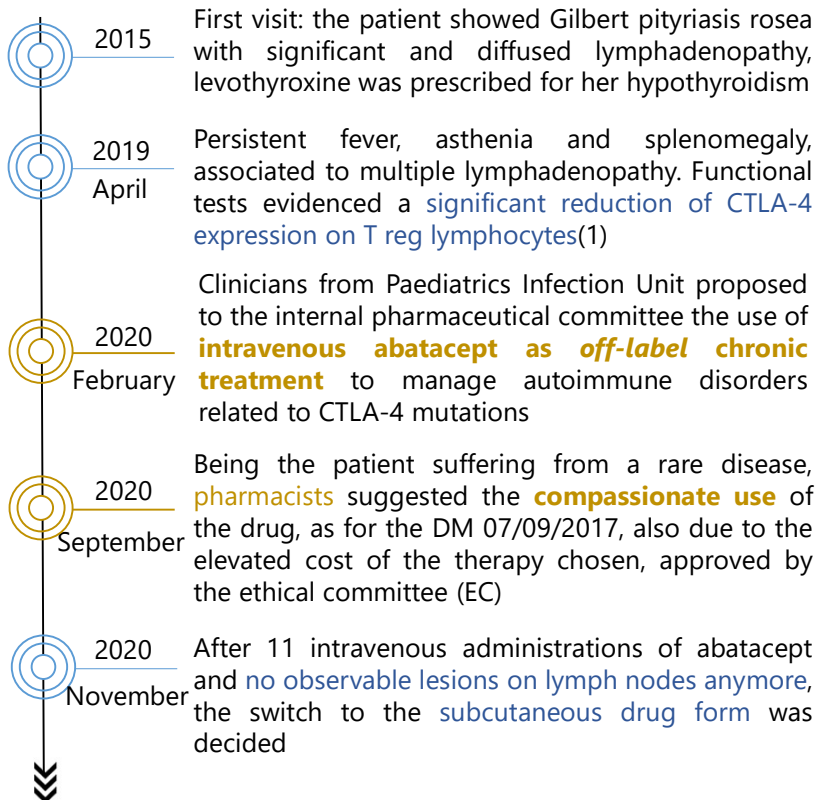 2015
First visit: the patient showed Gilbert pityriasis rosea
with significant and diffused lymphadenopathy,
levothyroxine was prescribed for her hypothyroidism
2019
April
Persistent fever, asthenia and splenomegaly,
associated to multiple lymphadenopathy. Functional
tests evidenced a significant reduction of CTLA-4
expression on T reg lymphocytes(1)
2020
February
Clinicians from Paediatrics Infection Unit proposed
to the internal pharmaceutical committee the use of
intravenous abatacept as off-label chronic
treatment to manage autoimmune disorders
related to CTLA-4 mutations
2020
September
Being the patient suffering from a rare disease,
pharmacists suggested the compassionate use of
the drug, as for the DM 07/09/2017, also due to the
elevated cost of the therapy chosen, approved by
the ethical committee (EC)
2020
November
After 11 intravenous administrations of abatacept
and no observable lesions on lymph nodes anymore,
the switch to the subcutaneous drug form was
decided